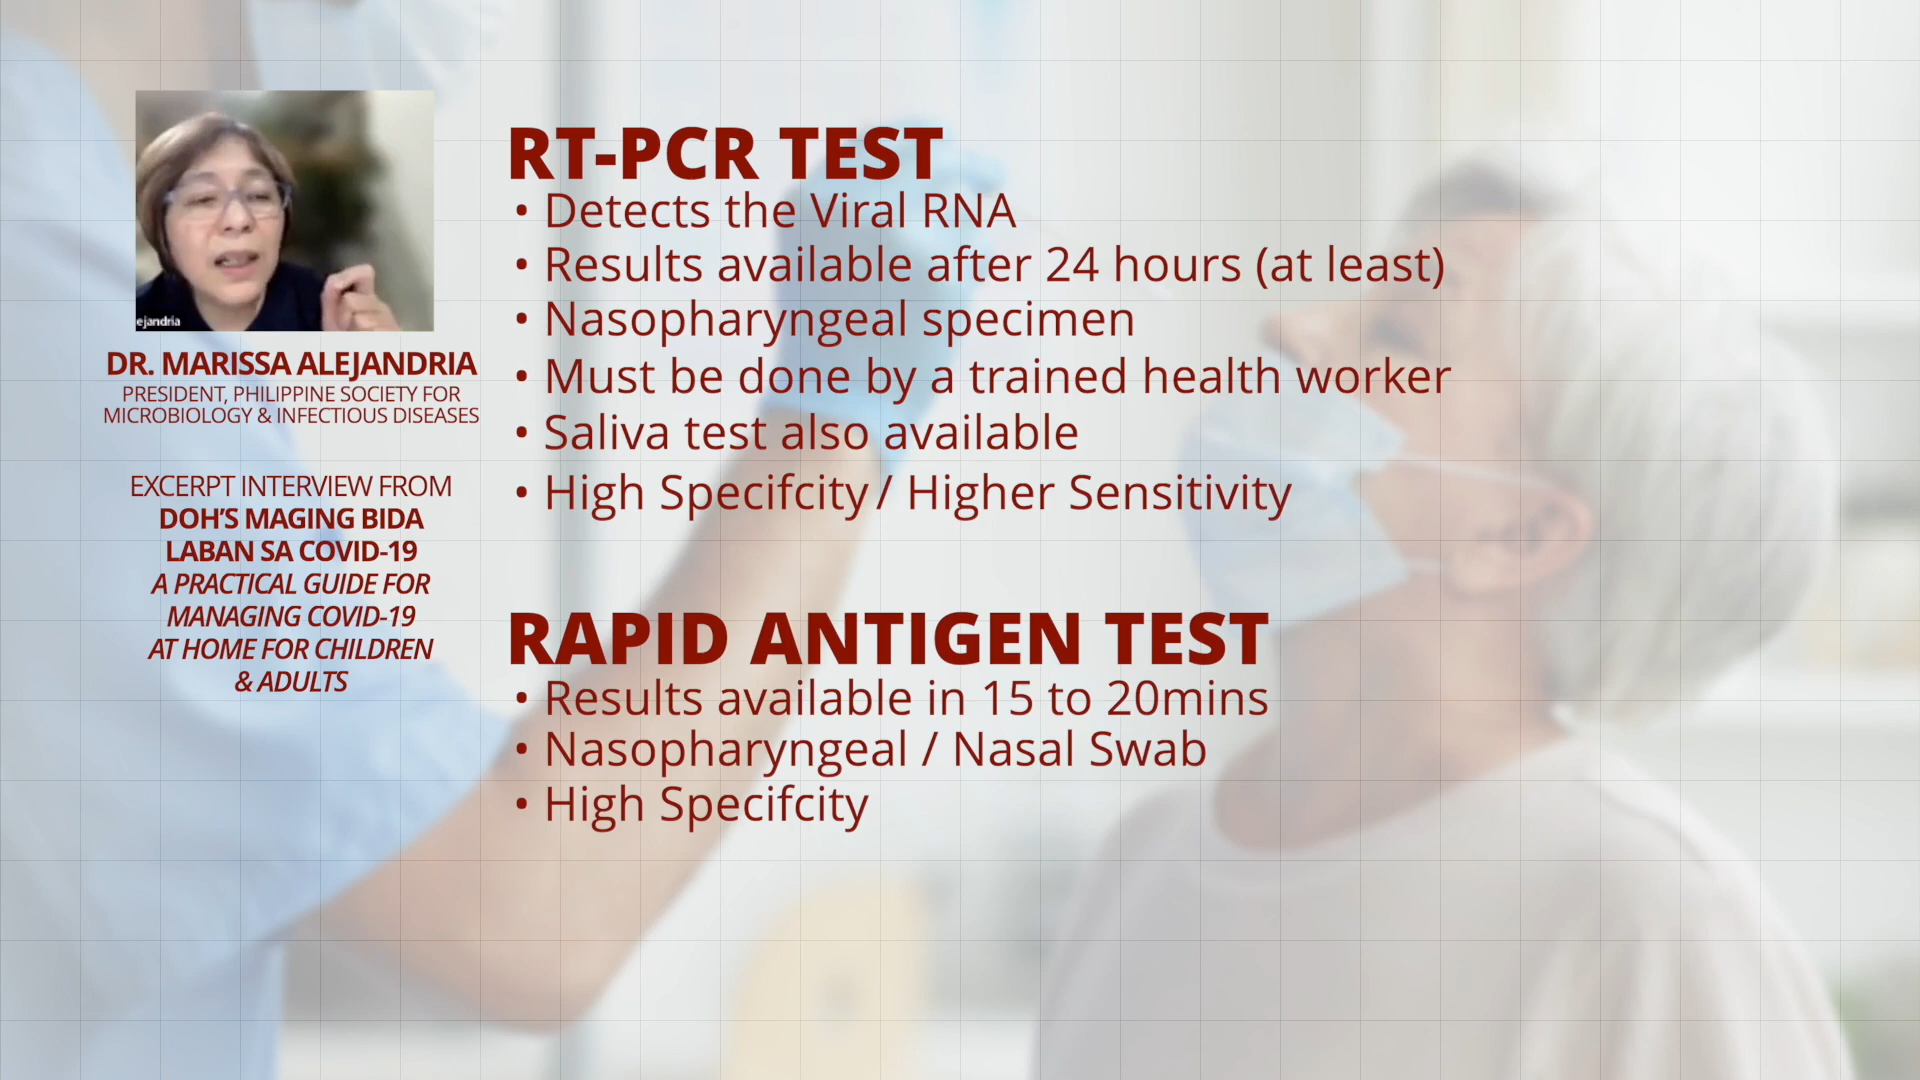 ejandria
DR. MARISSA ALEJANDRIA
PRESIDENT, PHILIPPINE SOCIETY FOR
MICROBIOLOGY & INFECTIOUS DISEASES
EXCERPT INTERVIEW FROM
DOH'S MAGING BIDA
LABAN SA COVID-19
A PRACTICAL GUIDE FOR
MANAGING COVID-19
AT HOME FOR CHILDREN
& ADULTS
RT-PCR TEST
• Detects the Viral RNA
• Results available after 24 hours (at least)
• Nasopharyngeal specimen
• Must be done by a trained health worker
• Saliva test also available
• High Specifcity / Higher Sensitivity
RAPID ANTIGEN TEST
• Results available in 15 to 20mins
• Nasopharyngeal / Nasal Swab
• High Specifcity